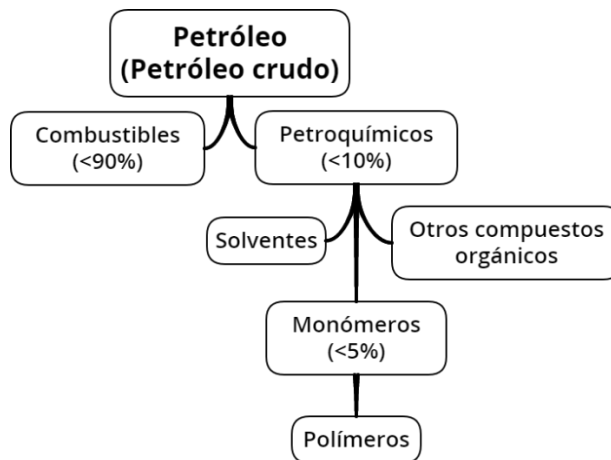 Petróleo
(Petróleo crudo)
Combustibles
(<90%)
Petroquímicos
(<10%)
Solventes
Otros compuestos
orgánicos
Monómeros
(<5%)
Polímeros